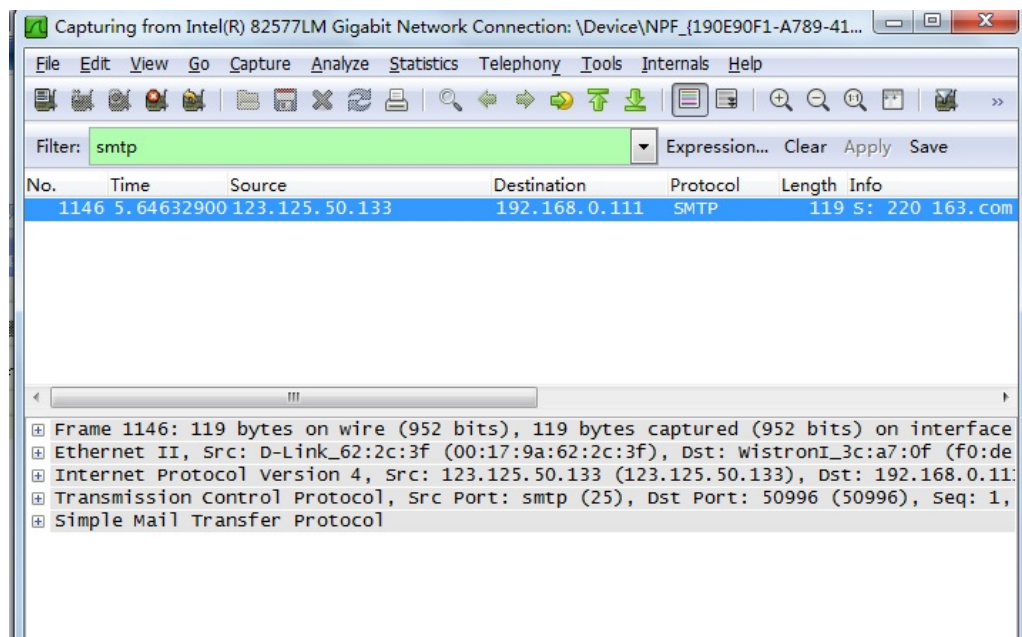 Capturing from Intel(R) 82577LM Gigabit Network Connection: \Device\NPF_{190E90F1-A789-41...
File Edit View Go Capture Analyze Statistics Telephony Tools Internals Help
Filter: smtp Expression... Clear Apply Save
No. Time Source Destination Protocol Length Info
1146 5.64632900 123.125.50.133 192.168.0.111 SMTP 119 S: 220 163.com
Frame 1146: 119 bytes on wire (952 bits), 119 bytes captured (952 bits) on interface
Ethernet II, Src: D-Link_62:2c:3f (00:17:9a:62:2c:3f), Dst: WistronI_3c:a7:0f (f0:de
Internet Protocol Version 4, Src: 123.125.50.133 (123.125.50.133), Dst: 192.168.0.11
Transmission Control Protocol, Src Port: smtp (25), Dst Port: 50996 (50996), Seq: 1,
Simple Mail Transfer Protocol